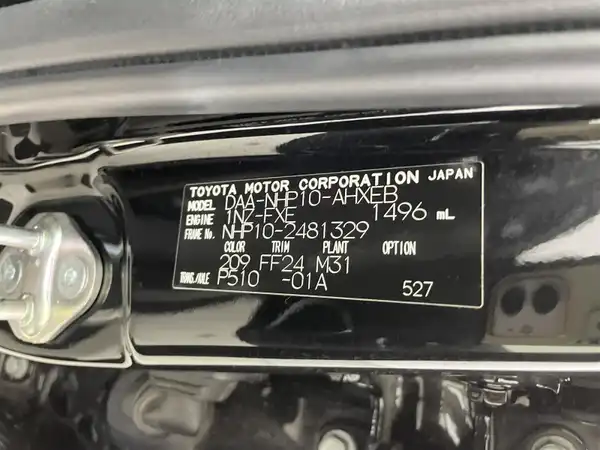 TOYOTA MOTOR CORPORATION JAPAN
MODEL DAA-NHP10-AHXEB
ENGINE 1NZ-FXE 1496 mL
FRAME No. NHP10-2481329
COLOR TRIM PLANT OPTION
209 FF24 M31
TRANS./AXLE P510 -01A 527